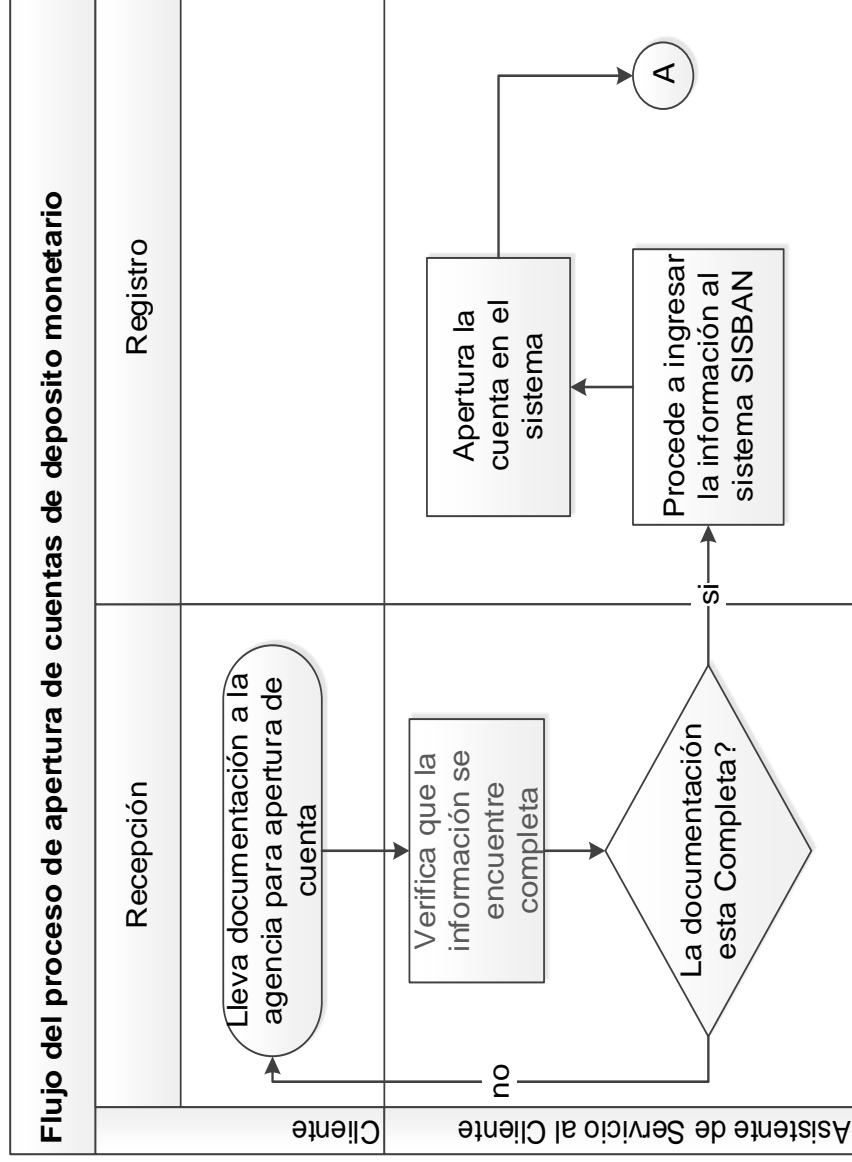 Flujo del proceso de apertura de cuentas de deposito monetario
Recepción
Registro
Cliente
Lleva documentación a la
agencia para apertura de
cuenta
Asistente de Servicio al Cliente
Verifica que la
información se
encuentre
completa
La documentación
esta Completa?
no
si
Procede a ingresar
la información al
sistema SISBAN
Apertura la
cuenta en el
sistema
A